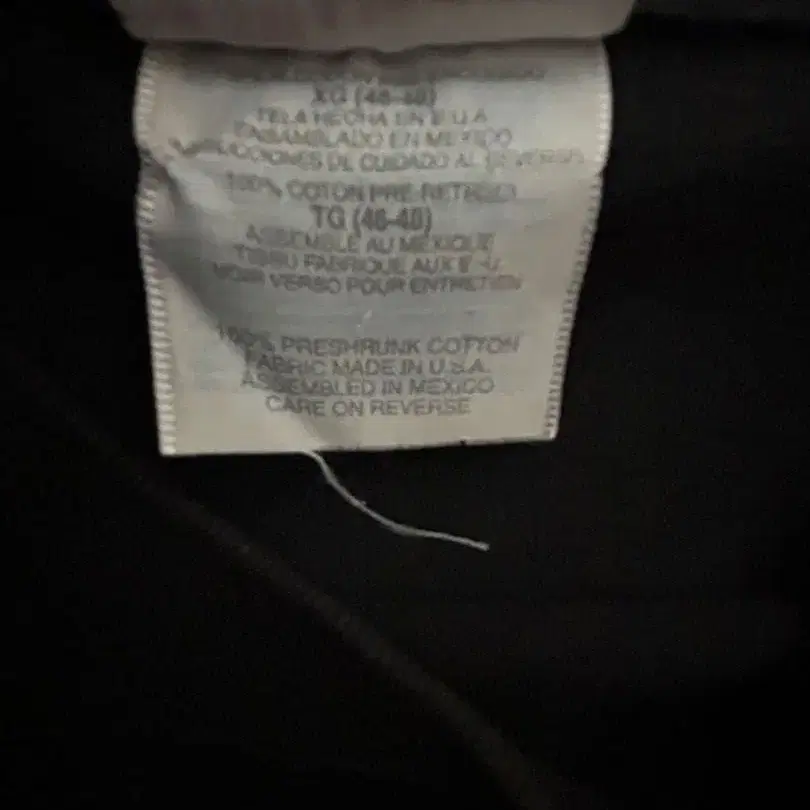 XG (46-48)
TELA HECHA EN E.U.A.
ENSAMBLADO EN MEXICO
INSTRUCCIONES DE CUIDADO AL REVERSO
100% COTON PRE-RETRECI
TG (46-48)
ASSEMBLE AU MEXIQUE
TISSU FABRIQUE AUX E.-U.
VOIR VERSO POUR ENTRETIEN
100% PRESHRUNK COTTON
FABRIC MADE IN U.S.A.
ASSEMBLED IN MEXICO
CARE ON REVERSE